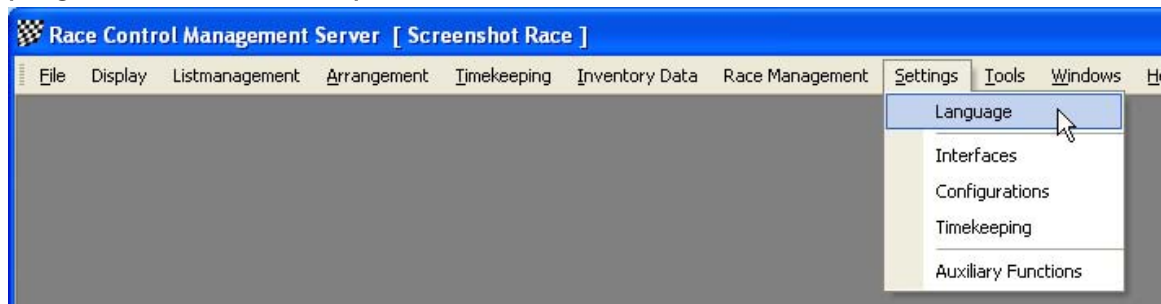 Race Control Management Server [ Screenshot Race ]
File Display Listmanagement Arrangement Timekeeping Inventory Data Race Management Settings Tools Windows
Language
Interfaces
Configurations
Timekeeping
Auxiliary Functions